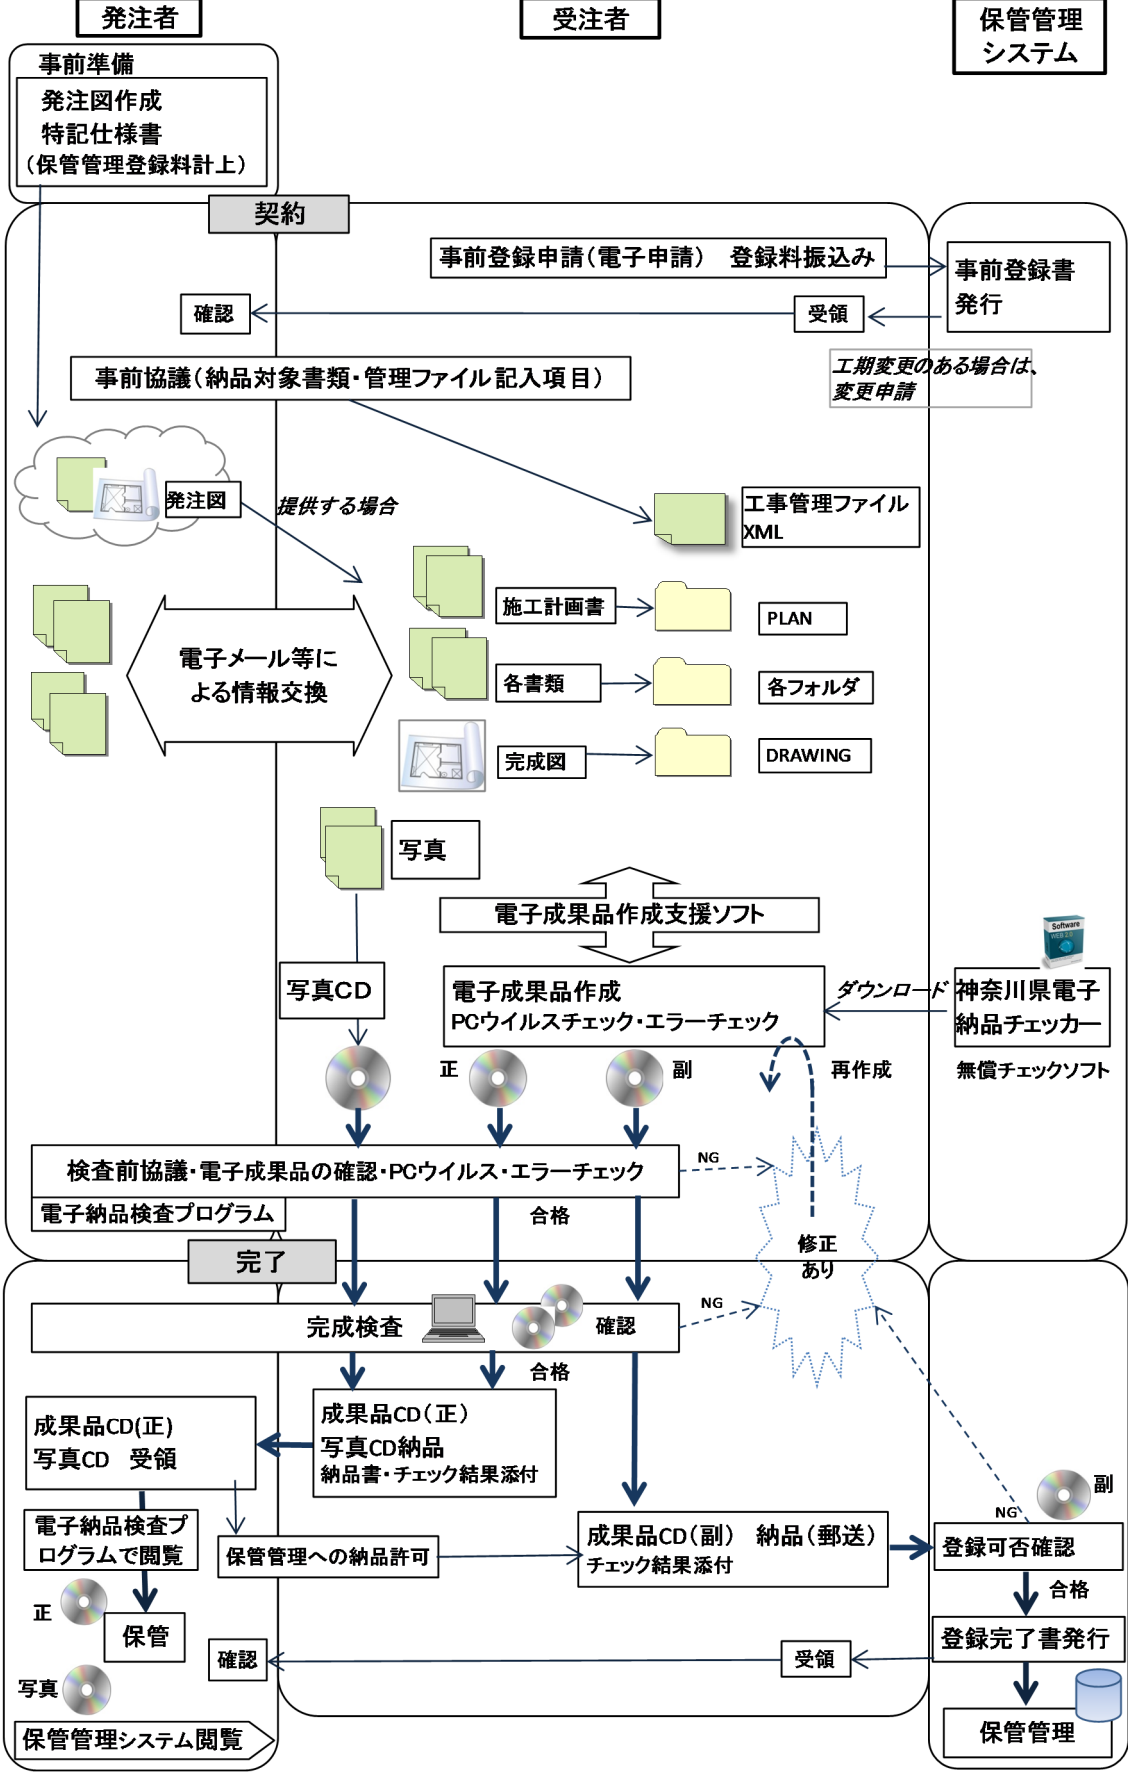 発注者
受注者
保管管理
システム
事前準備
発注図作成
特記仕様書
(保管管理登録料計上)
契約
事前登録申請(電子申請)　登録料振込み
事前登録書
発行
確認
受領
事前協議(納品対象書類・管理ファイル記入項目)
工期変更のある場合は、
変更申請
発注図
提供する場合
工事管理ファイル
XML
施工計画書
PLAN
電子メール等に
よる情報交換
各書類
各フォルダ
完成図
DRAWING
写真
電子成果品作成支援ソフト
Software
WEB 2.0
写真CD
電子成果品作成
PCウイルスチェック・エラーチェック
ダウンロード
神奈川県電子
納品チェッカー
無償チェックソフト
正
副
再作成
検査前協議・電子成果品の確認・PCウイルス・エラーチェック
NG
電子納品検査プログラム
合格
修正
あり
完了
完成検査
確認
NG
合格
成果品CD(正)
写真CD　受領
成果品CD(正)
写真CD納品
納品書・チェック結果添付
副
NG
電子納品検査プ
ログラムで閲覧
保管管理への納品許可
成果品CD(副)　納品(郵送)
チェック結果添付
登録可否確認
合格
正
保管
確認
受領
登録完了書発行
写真
保管管理システム閲覧
保管管理